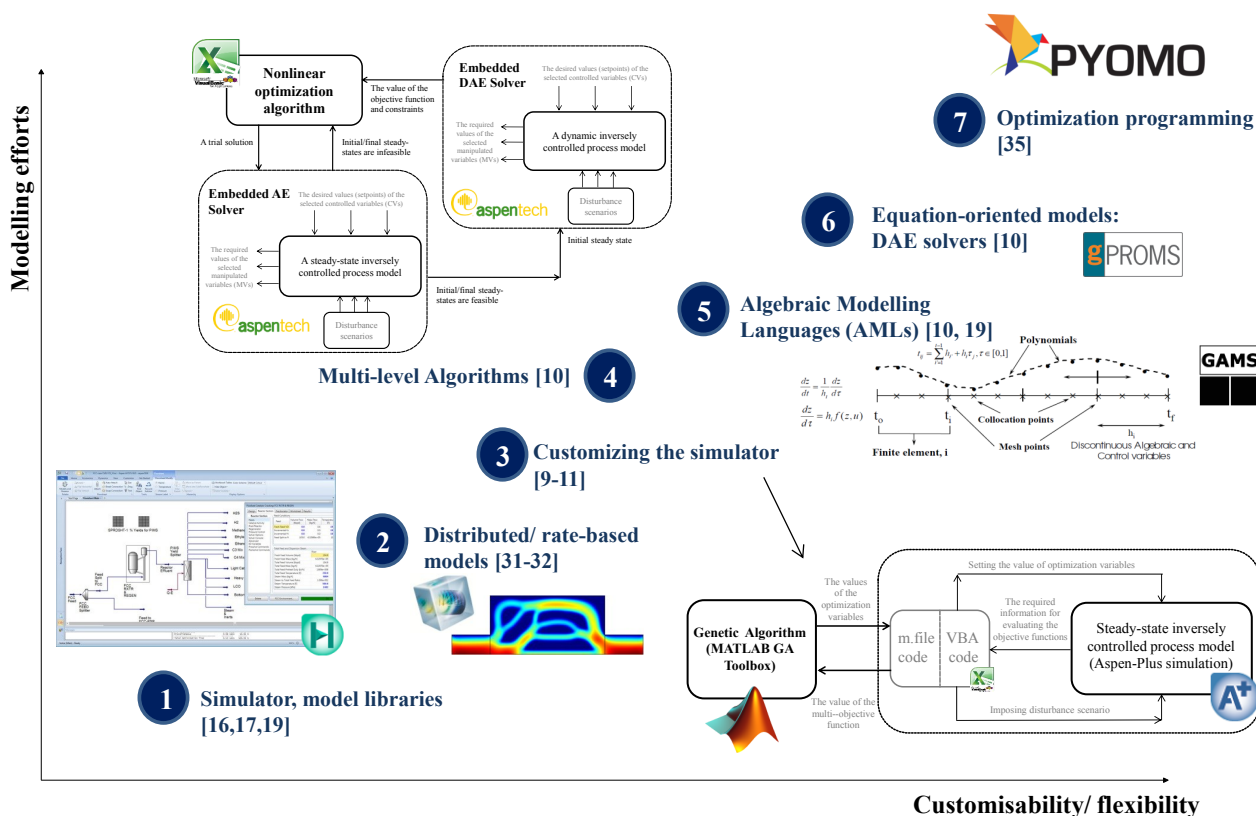 Modelling efforts
Customisability/ flexibility
PYOMO
7
Optimization programming
[35]
6
Equation-oriented models:
DAE solvers [10]
gPROMS
5
Algebraic Modelling
Languages (AMLs) [10, 19]
GAMS
Polynomials
Collocation points
Mesh points
Finite element, i
Discontinuous Algebraic and
Control variables
t_o
t_i
t_f
h_i
dz/dτ = h_i f(z,u)
Multi-level Algorithms [10]
4
Nonlinear
optimization
algorithm
A trial solution
The value of the
objective function
and constraints
Initial/final steady-
states are infeasible
Embedded
DAE Solver
The desired values (setpoints) of the
selected controlled variables (CVs)
The required
values of the
selected
manipulated
variables (MVs)
A dynamic inversely
controlled process model
aspentech
Disturbance
scenarios
Initial steady state
Embedded AE
Solver
The desired values (setpoints) of the
selected controlled variables (CVs)
The required
values of the
selected
manipulated
variables (MVs)
A steady-state inversely
controlled process model
aspentech
Disturbance
scenarios
Initial/final steady-
states are feasible
3
Customizing the simulator
[9-11]
2
Distributed/ rate-based
models [31-32]
1
Simulator, model libraries
[16,17,19]
Genetic Algorithm
(MATLAB GA
Toolbox)
The values
of the
optimization
variables
The value of the
multi--objective
function
m.file
code
VBA
code
Setting the value of optimization variables
The required
information for
evaluating the
objective functions
Imposing disturbance scenario
Steady-state inversely
controlled process model
(Aspen-Plus simulation)
A+